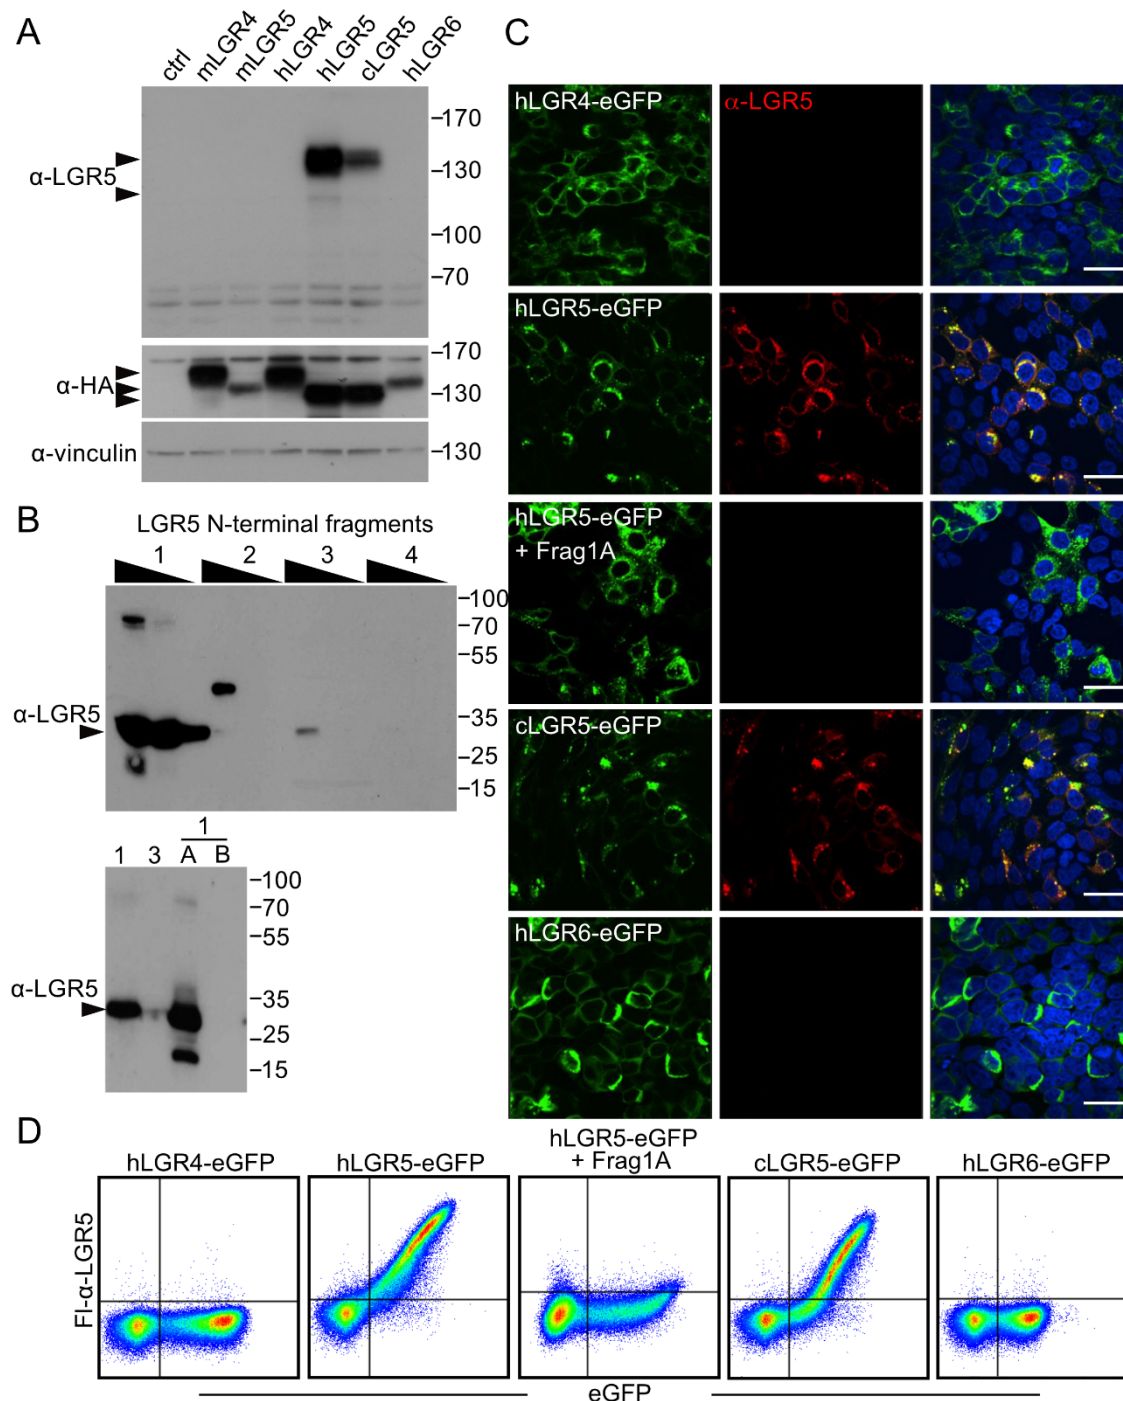 A
ctrl
mLGR4
mLGR5
hLGR4
hLGR5
cLGR5
hLGR6
α-LGR5
-170
-130
-100
-70
α-HA
-170
-130
α-vinculin
-130
B
LGR5 N-terminal fragments
1 2 3 4
α-LGR5
-100
-70
-55
-35
-25
-15
1
1 3 A B
α-LGR5
-100
-70
-55
-35
-25
-15
C
hLGR4-eGFP
α-LGR5
hLGR5-eGFP
hLGR5-eGFP
+ Frag1A
cLGR5-eGFP
hLGR6-eGFP
D
hLGR4-eGFP
hLGR5-eGFP
hLGR5-eGFP
+ Frag1A
cLGR5-eGFP
hLGR6-eGFP
Fl-α-LGR5
eGFP